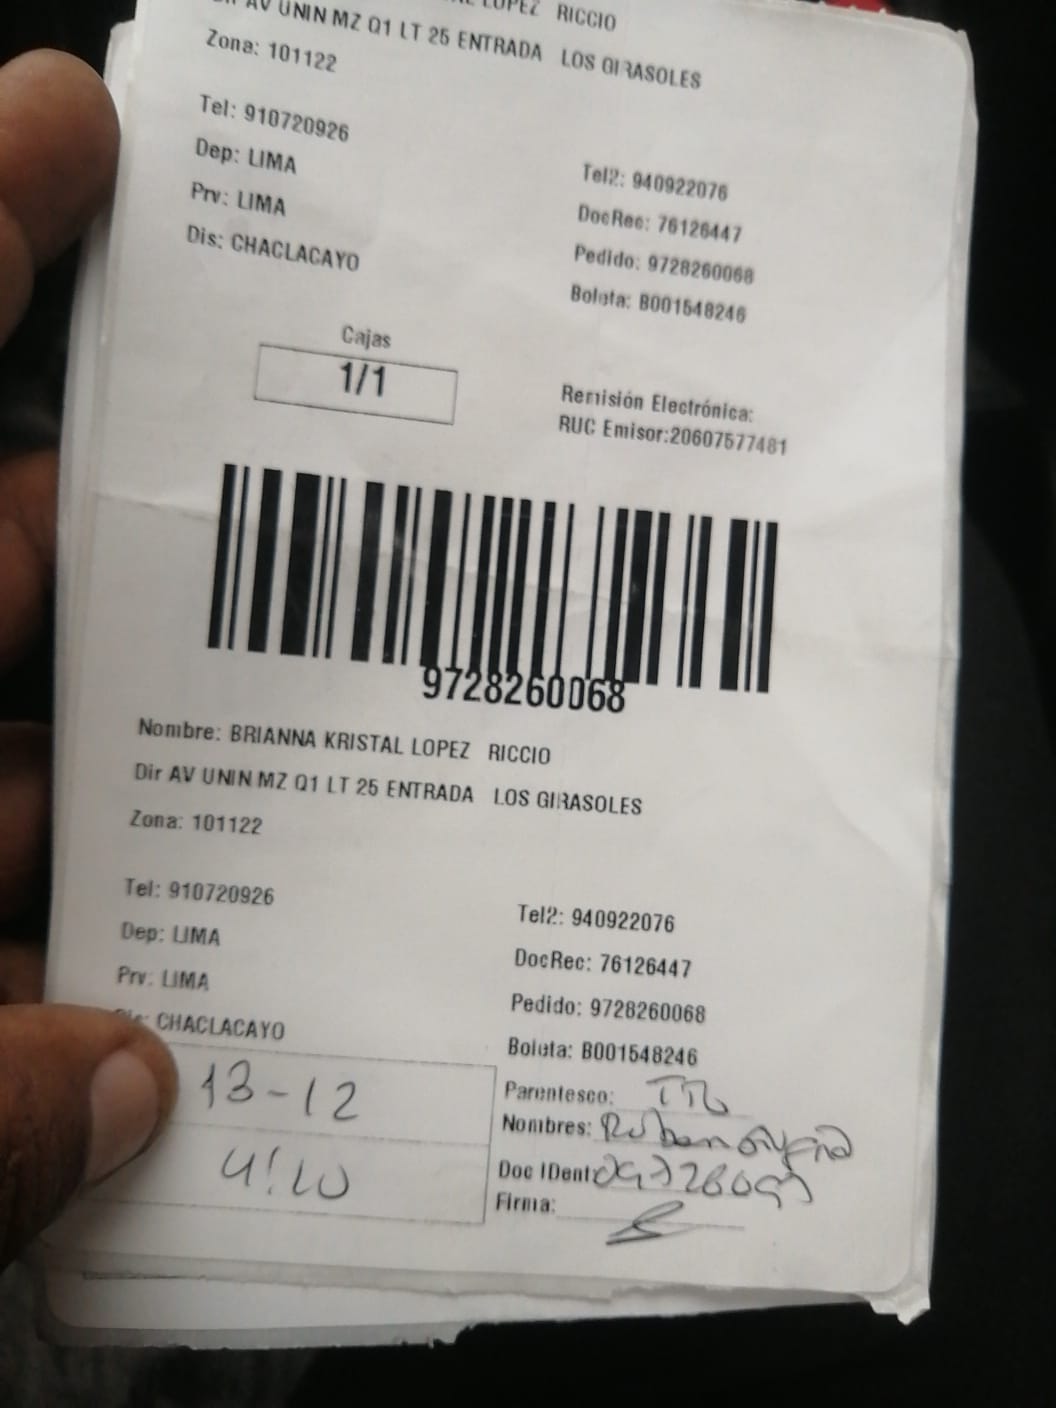 LOPEZ RICCIO
AV UNIN MZ Q1 LT 25 ENTRADA LOS GIRASOLES
Zona: 101122
Tel: 910720926
Dep: LIMA
Prv: LIMA
Dis: CHACLACAYO
Tel2: 940922076
DocRec: 76126447
Pedido: 9728260068
Boleta: B001548246
Cajas
1/1
Remisión Electrónica:
RUC Emisor:20607577481
9728260068
Nombre: BRIANNA KRISTAL LOPEZ RICCIO
Dir AV UNIN MZ Q1 LT 25 ENTRADA LOS GIRASOLES
Zona: 101122
Tel: 910720926
Dep: LIMA
Prv: LIMA
CHACLACAYO
Tel2: 940922076
DocRec: 76126447
Pedido: 9728260068
Boleta: B001548246
13-12
Parentesco:
Nombres: Ruben
Doc IDent:
Firma: